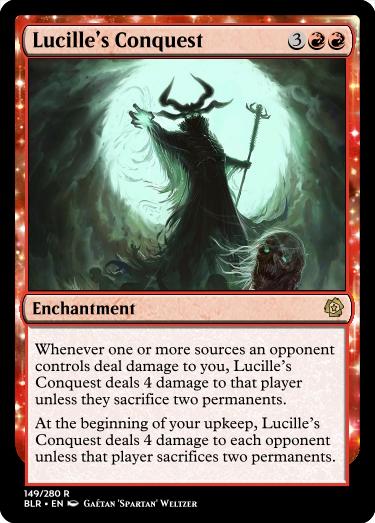 Lucille's Conquest 3
Enchantment
Whenever one or more sources an opponent
controls deal damage to you, Lucille's
Conquest deals 4 damage to that player
unless they sacrifice two permanents.
At the beginning of your upkeep, Lucille's
Conquest deals 4 damage to each opponent
unless that player sacrifices two permanents.
149/280 R
BLR • EN Gaétan 'Spartan' Weltzer